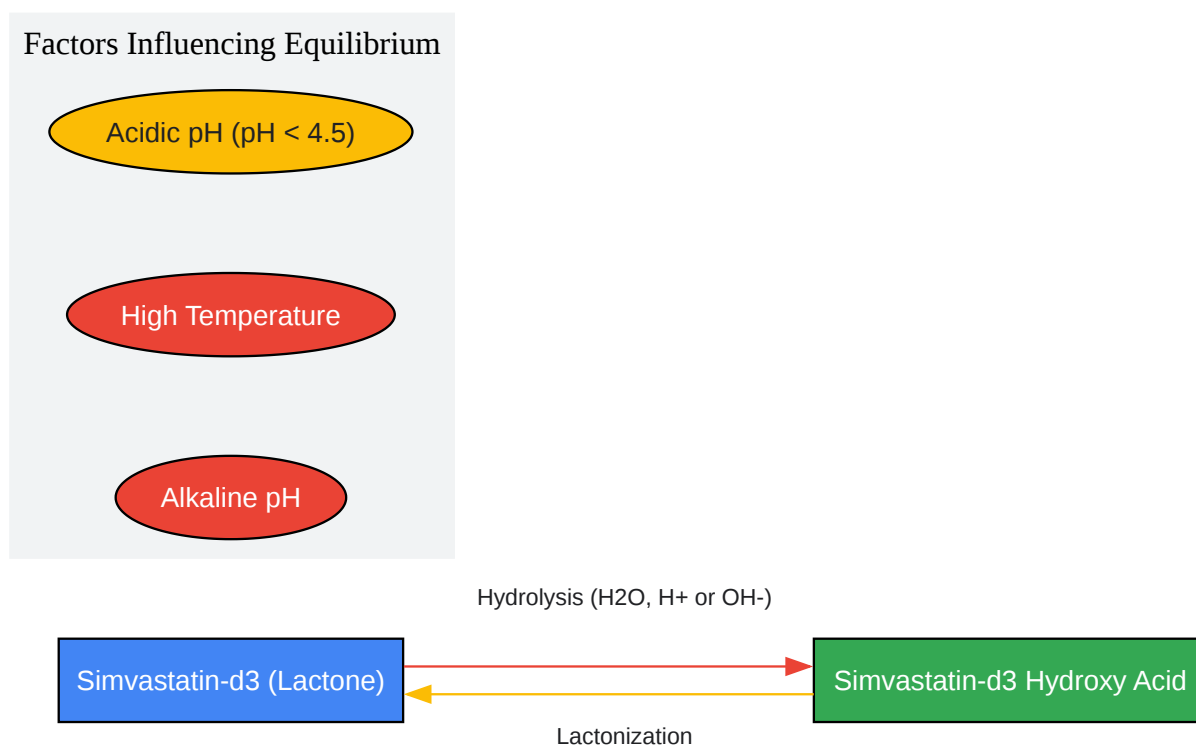 Factors Influencing Equilibrium
Acidic pH (pH < 4.5)
High Temperature
Alkaline pH
Hydrolysis (H2O, H+ or OH-)
Simvastatin-d3 (Lactone)
Simvastatin-d3 Hydroxy Acid
Lactonization